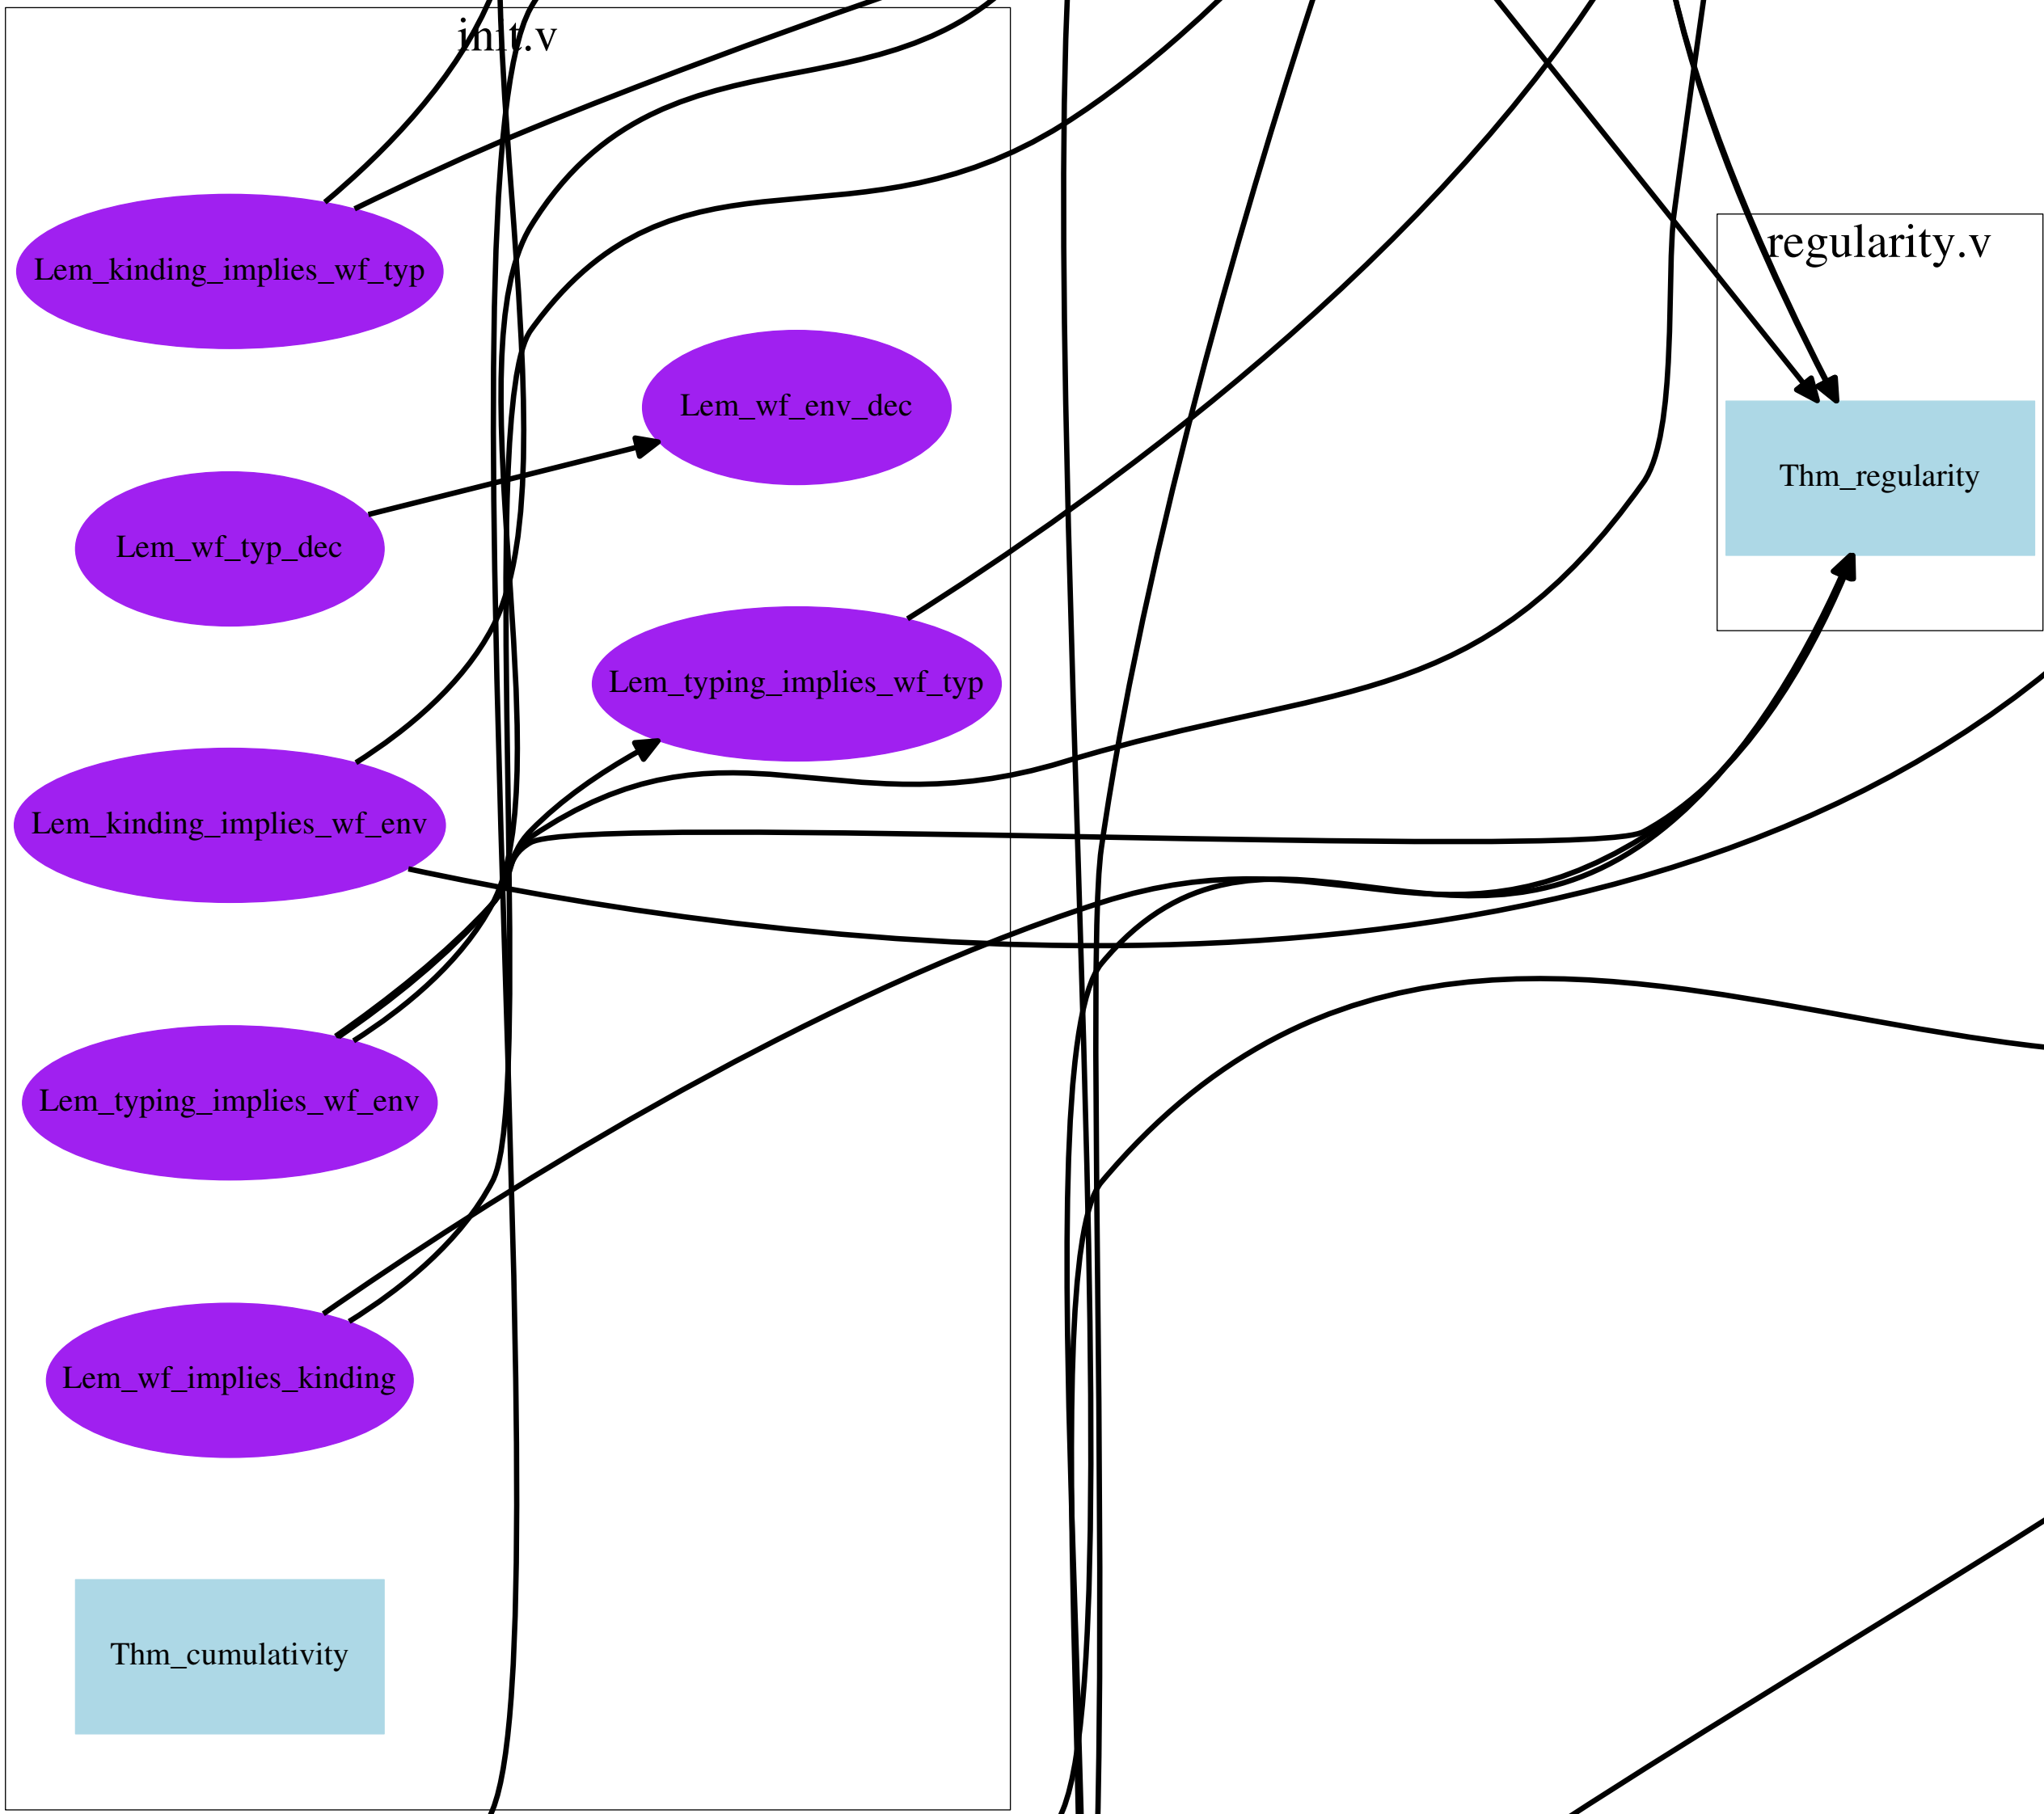 init.v
Lem_kinding_implies_wf_typ
Lem_wf_env_dec
Lem_wf_typ_dec
Lem_typing_implies_wf_typ
Lem_kinding_implies_wf_env
Lem_typing_implies_wf_env
Lem_wf_implies_kinding
Thm_cumulativity
regularity.v
Thm_regularity